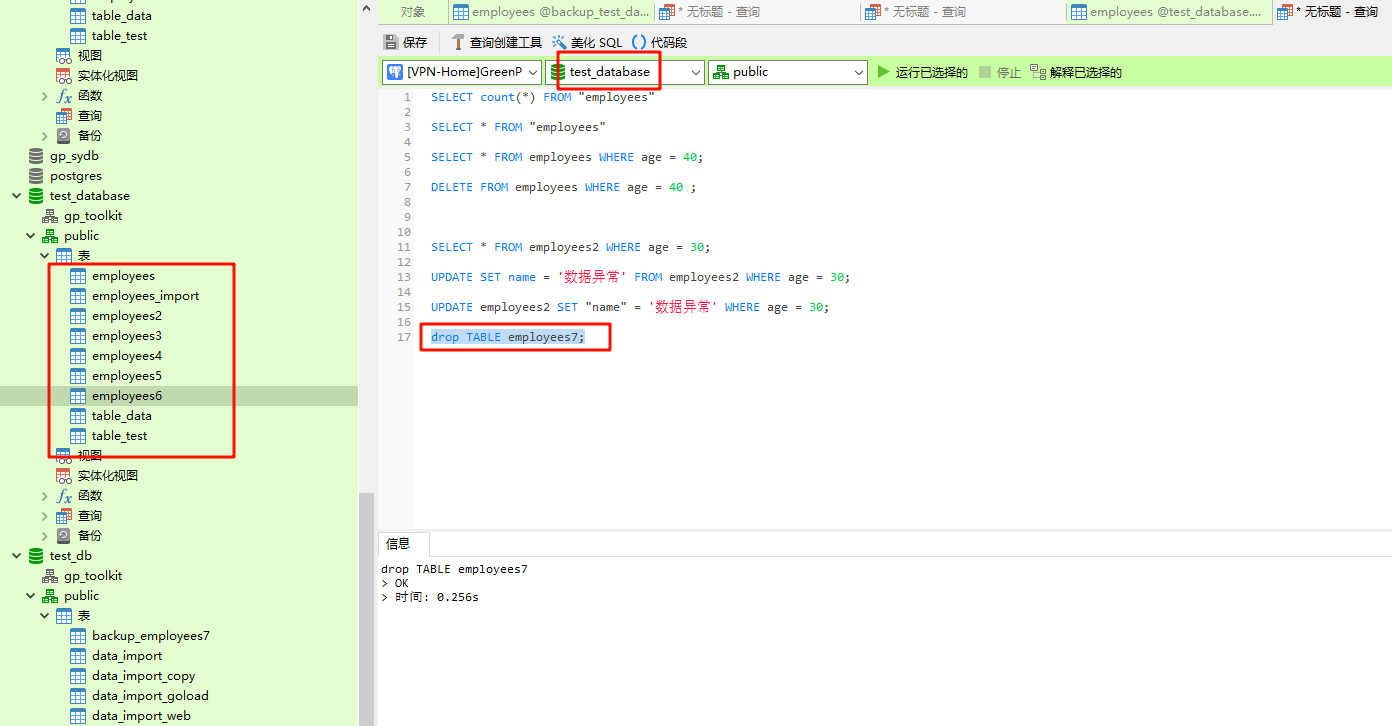 table_data
table_test
视图
实体化视图
函数
查询
备份
gp_sydb
postgres
test_database
gp_toolkit
public
表
employees
employees_import
employees2
employees3
employees4
employees5
employees6
table_data
table_test
视图
实体化视图
函数
查询
备份
test_db
gp_toolkit
public
表
backup_employees7
data_import
data_import_copy
data_import_goload
data_import_web
对象 employees @backup_test_da... * 无标题 - 查询 * 无标题 - 查询 employees @test_database.... * 无标题 - 查询
保存 查询创建工具 美化 SQL () 代码段
[VPN-Home]GreenP test_database public 运行已选择的 停止 解释已选择的
1 SELECT count(*) FROM "employees"
2
3 SELECT * FROM "employees"
4
5 SELECT * FROM employees WHERE age = 40;
6
7 DELETE FROM employees WHERE age = 40 ;
8
9
10
11 SELECT * FROM employees2 WHERE age = 30;
12
13 UPDATE SET name = '数据异常' FROM employees2 WHERE age = 30;
14
15 UPDATE employees2 SET "name" = '数据异常' WHERE age = 30;
16
17 drop TABLE employees7;
信息
drop TABLE employees7
> OK
> 时间: 0.256s